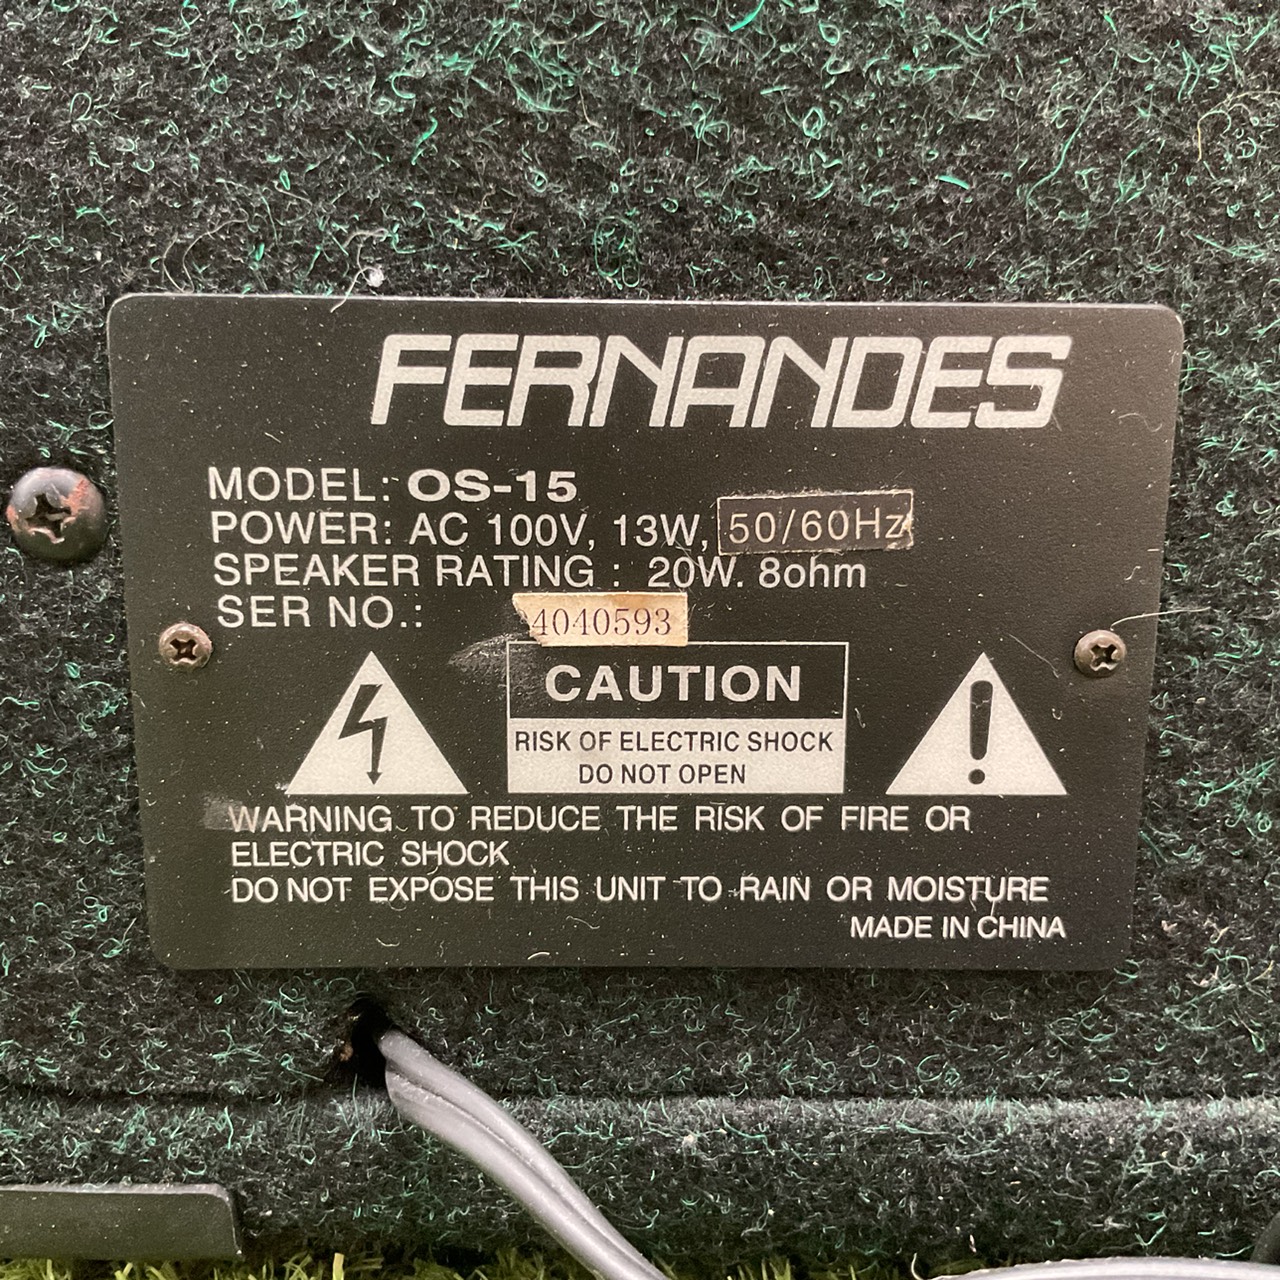 FERNANDES
MODEL: OS-15
POWER: AC 100V, 13W, 50/60Hz
SPEAKER RATING : 20W. 8ohm
SER NO.: 4040593
CAUTION
RISK OF ELECTRIC SHOCK
DO NOT OPEN
WARNING TO REDUCE THE RISK OF FIRE OR
ELECTRIC SHOCK
DO NOT EXPOSE THIS UNIT TO RAIN OR MOISTURE
MADE IN CHINA